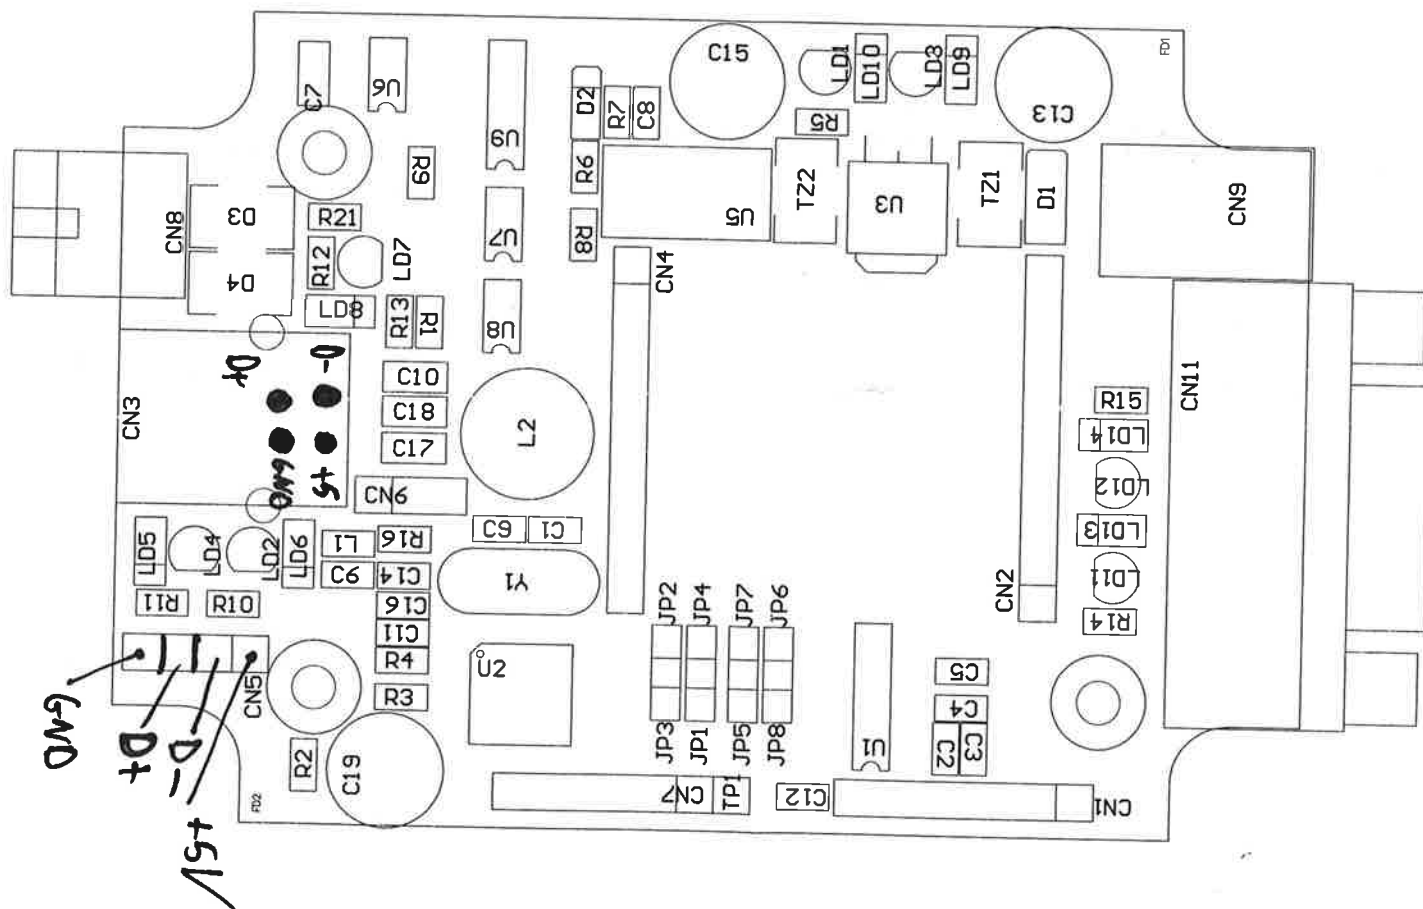 FD1
C15
LD1
LD10
LD3
LD9
C13
C7
U6
U9
D2
R7
C8
R5
R9
R6
TZ2
U3
TZ1
D1
CN9
CN8
D3
R21
U7
R8
U5
R12
LD7
CN4
D4
LD8
R13
R1
U8
D-
D+
C10
C18
C17
L2
CN3
GND
+5
CN6
CN11
R15
LD14
LD12
LD13
LD11
R14
CN2
C9
C1
Y1
LD5
LD4
LD2
LD6
L1
R16
C6
C14
C16
C11
R4
R3
R11
R10
CN5
U2
JP2
JP4
JP7
JP6
JP3
JP1
JP5
JP8
U1
C5
C4
C2
C3
GND
D+
D-
+5V
R2
C19
FD2
CN7
TP1
C12
CN1